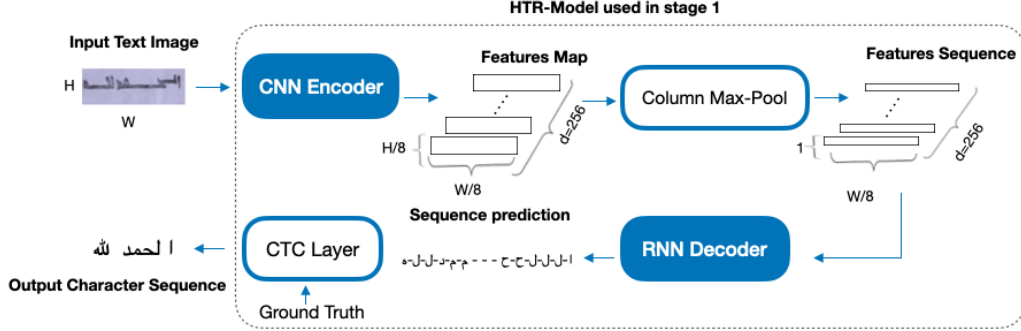 HTR-Model used in stage 1
Input Text Image
H
W
CNN Encoder
Features Map
H/8
W/8
d=256
Column Max-Pool
Features Sequence
1
W/8
d=256
RNN Decoder
Sequence prediction
ا-ل-ل-ل-ح-ح - - - -م-م-د-ل-ل-ه
CTC Layer
Ground Truth
ا لحمد لله
Output Character Sequence